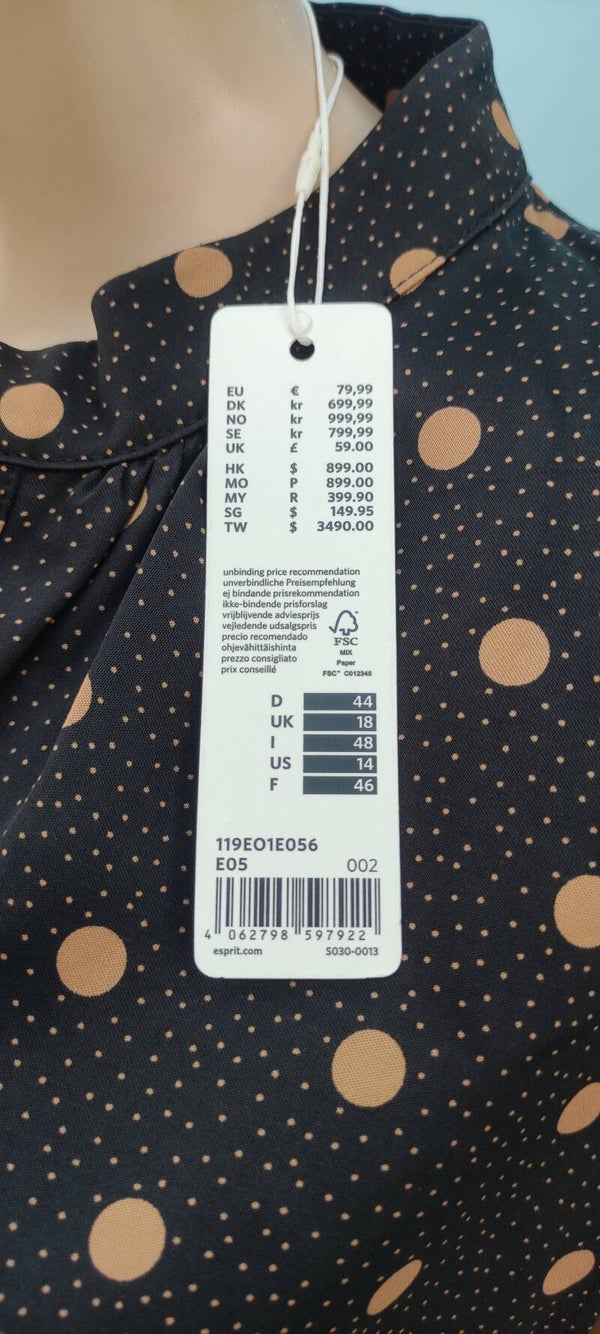 EU € 79,99
DK kr 699,99
NO kr 999,99
SE kr 799,99
UK £ 59.00
HK $ 899.00
MO P 899.00
MY R 399.90
SG $ 149.95
TW $ 3490.00
unbinding price recommendation
unverbindliche Preisempfehlung
ej bindande prisrekommendation
ikke-bindende prisforslag
vrijblijvende adviesprijs
vejledende udsalgspris
precio recomendado
ohjevähittäishinta
prezzo consigliato
prix conseillé
FSC
MIX
Paper
FSC™ C012345
D 44
UK 18
I 48
US 14
F 46
119EO1E056
E05 002
4 062798 597922
esprit.com S030-0013